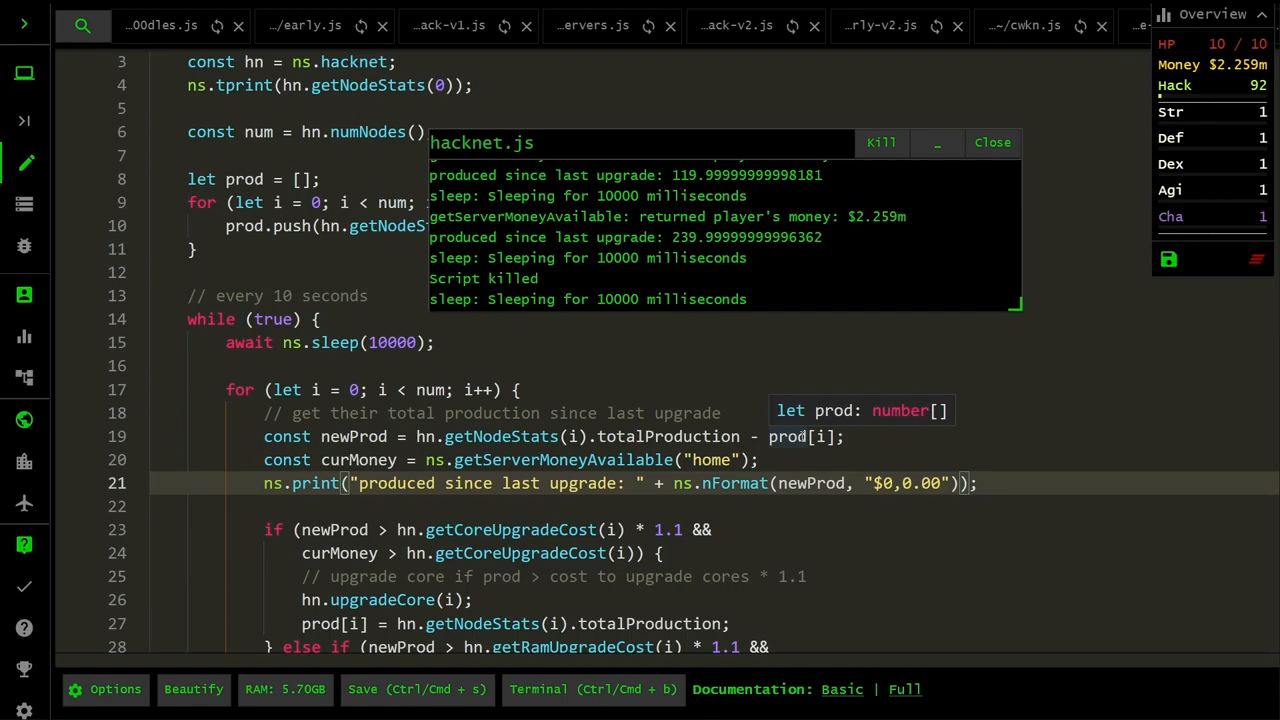 …OOdles.js
…/early.js
…ack-v1.js
…ervers.js
…ack-v2.js
…rly-v2.js
…~/cwkn.js
…e-
Overview
HP 10 / 10
Money $2.259m
Hack 92
Str 1
Def 1
Dex 1
Agi 1
Cha 1
3 const hn = ns.hacknet;
4 ns.tprint(hn.getNodeStats(0));
5
6 const num = hn.numNodes()
7
8 let prod = [];
9 for (let i = 0; i < num;
10 prod.push(hn.getNodeS
11 }
12
13 // every 10 seconds
14 while (true) {
15 await ns.sleep(10000);
16
17 for (let i = 0; i < num; i++) {
18 // get their total production since last upgrade
19 const newProd = hn.getNodeStats(i).totalProduction - prod[i];
20 const curMoney = ns.getServerMoneyAvailable("home");
21 ns.print("produced since last upgrade: " + ns.nFormat(newProd, "$0,0.00"));
22
23 if (newProd > hn.getCoreUpgradeCost(i) * 1.1 &&
24 curMoney > hn.getCoreUpgradeCost(i)) {
25 // upgrade core if prod > cost to upgrade cores * 1.1
26 hn.upgradeCore(i);
27 prod[i] = hn.getNodeStats(i).totalProduction;
28 } else if (newProd > hn.getRamUpgradeCost(i) * 1.1 &&
hacknet.js Kill _ Close
produced since last upgrade: 119.99999999998181
sleep: Sleeping for 10000 milliseconds
getServerMoneyAvailable: returned player's money: $2.259m
produced since last upgrade: 239.99999999996362
sleep: Sleeping for 10000 milliseconds
Script killed
sleep: Sleeping for 10000 milliseconds
let prod: number[]
Options
Beautify
RAM: 5.70GB
Save (Ctrl/Cmd + s)
Terminal (Ctrl/Cmd + b)
Documentation: Basic | Full